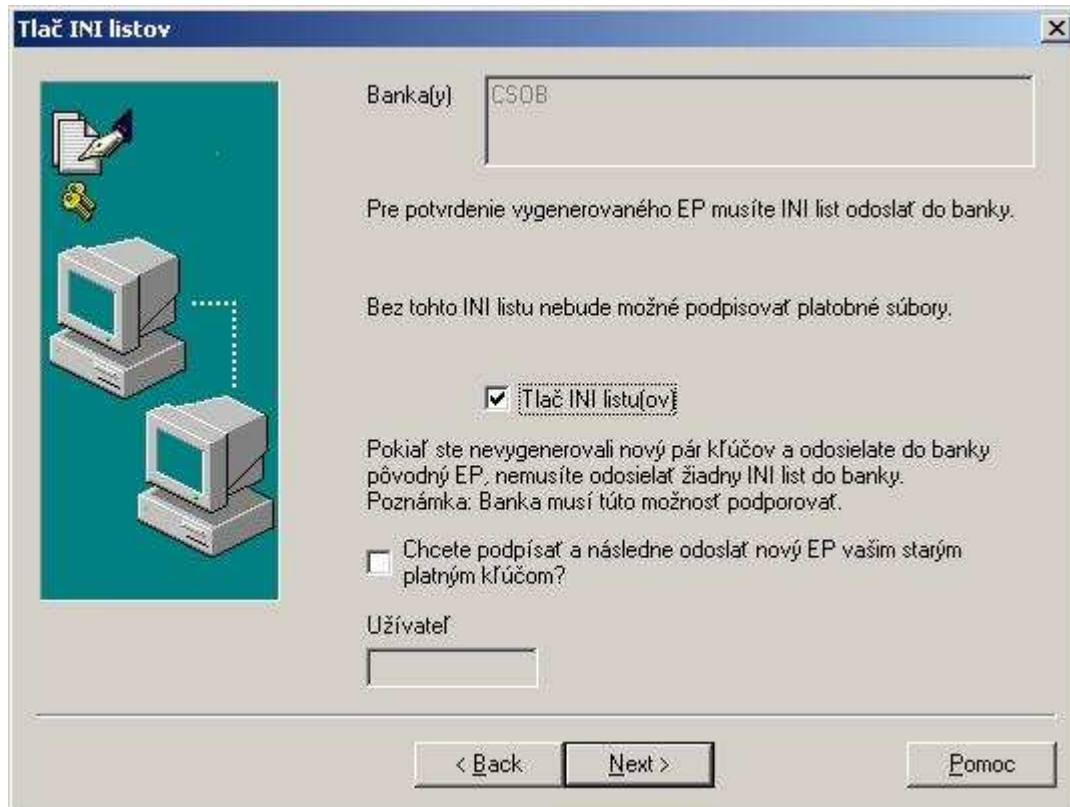 Tlač INI listov
Banka(y)
CSOB
Pre potvrdenie vygenerovaného EP musíte INI list odoslať do banky.
Bez tohto INI listu nebude možné podpisovať platobné súbory.
Tlač INI listu(ov)
Pokiaľ ste nevygenerovali nový pár kľúčov a odosielate do banky
pôvodný EP, nemusíte odosielať žiadny INI list do banky.
Poznámka: Banka musí túto možnosť podporovať.
Chcete podpísať a následne odoslať nový EP vašim starým
platným kľúčom?
Užívateľ
< Back
Next >
Pomoc